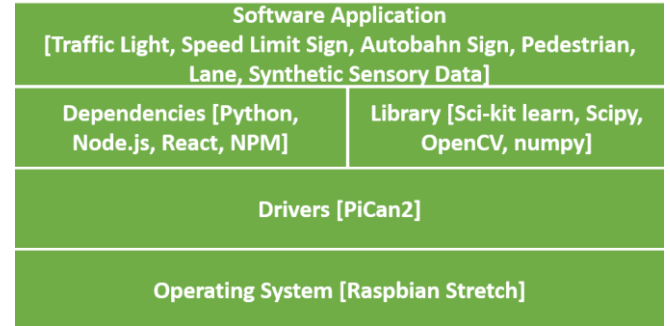 Software Application
[Traffic Light, Speed Limit Sign, Autobahn Sign, Pedestrian,
Lane, Synthetic Sensory Data]
Dependencies [Python,
Node.js, React, NPM]
Library [Sci-kit learn, Scipy,
OpenCV, numpy]
Drivers [PiCan2]
Operating System [Raspbian Stretch]